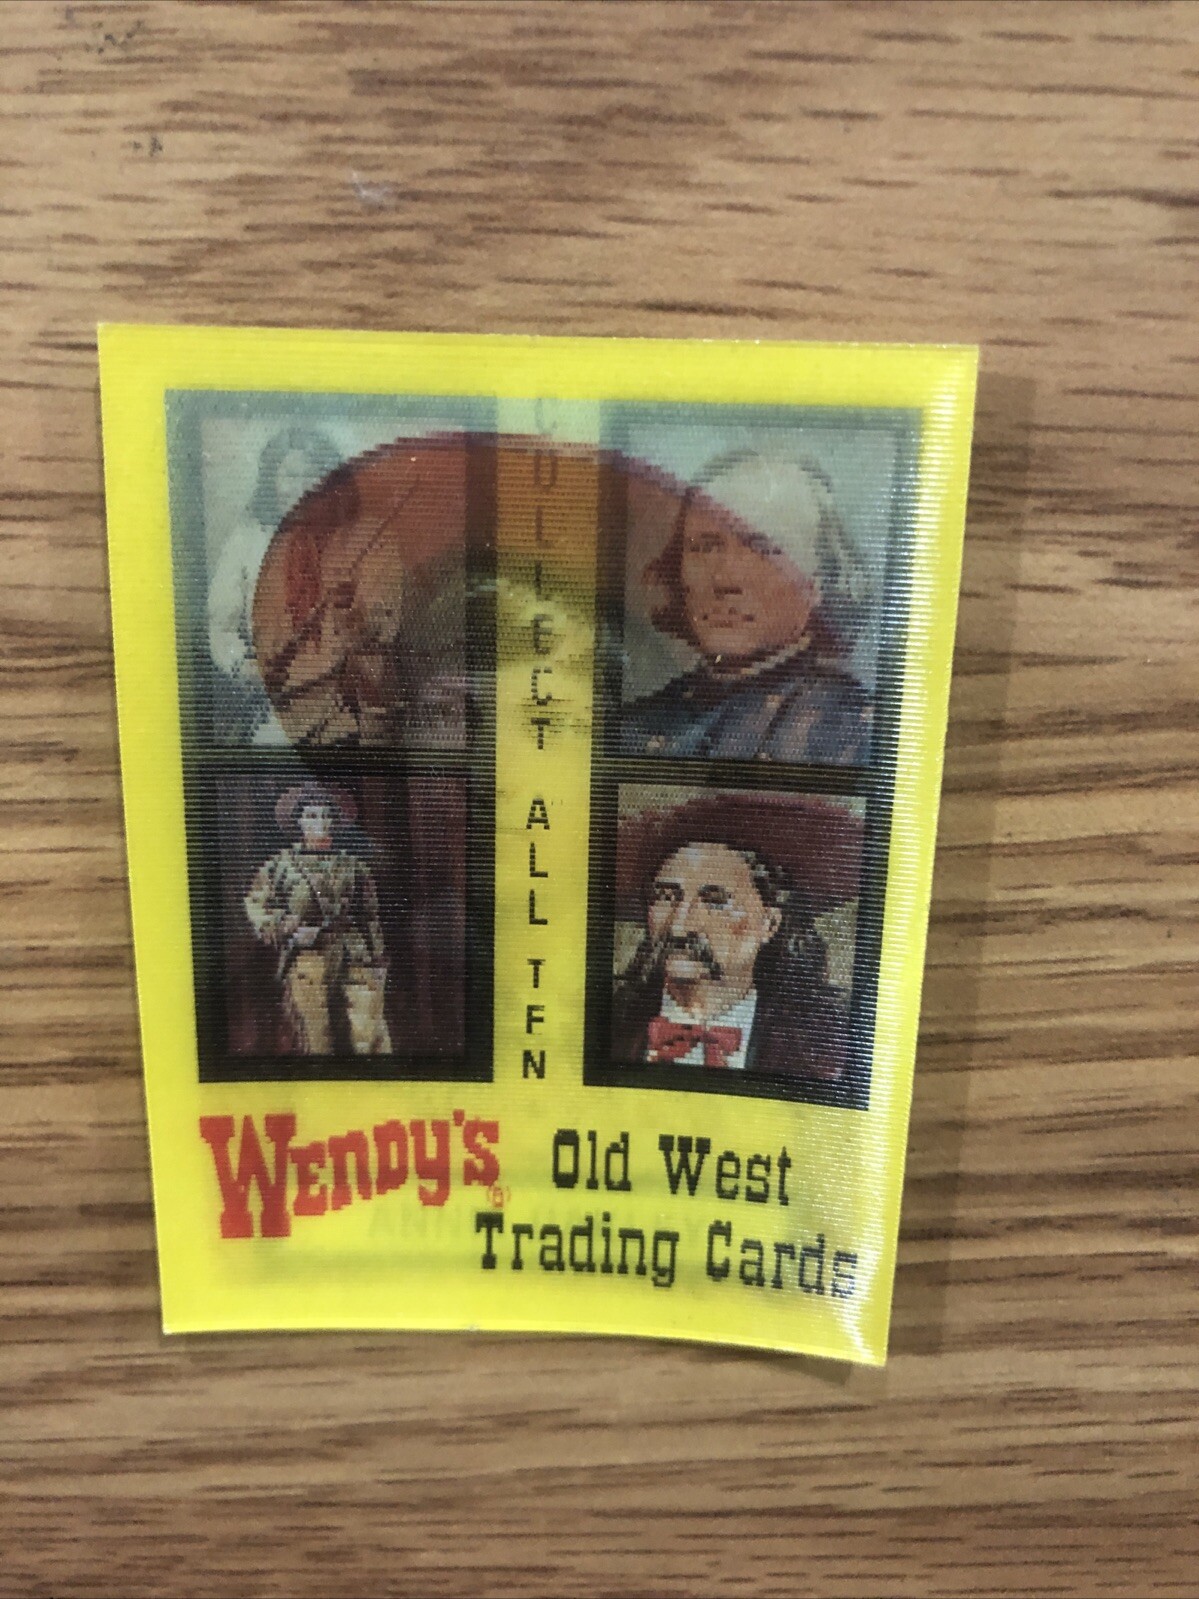 COLLECT ALL TEN
Wendy's®
Old West
Trading Cards